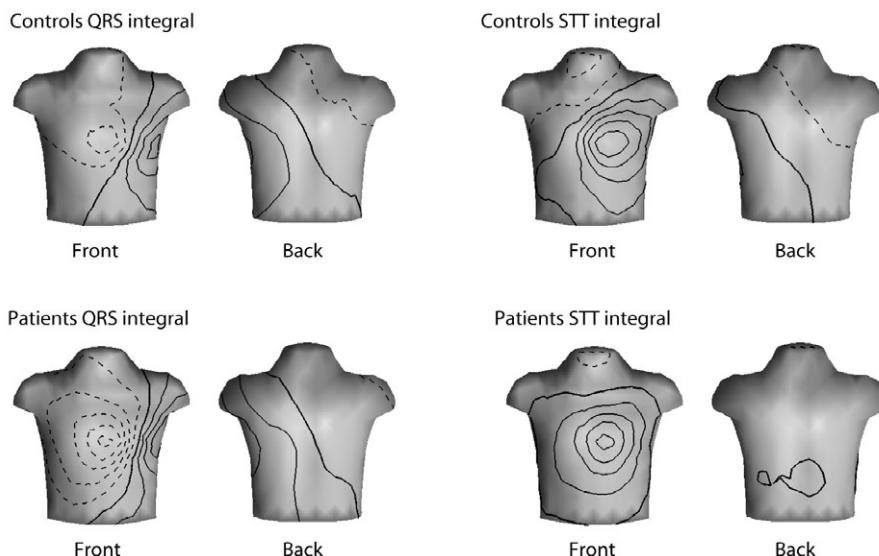 Controls QRS integral
Controls STT integral
Front
Back
Front
Back
Patients QRS integral
Patients STT integral
Front
Back
Front
Back